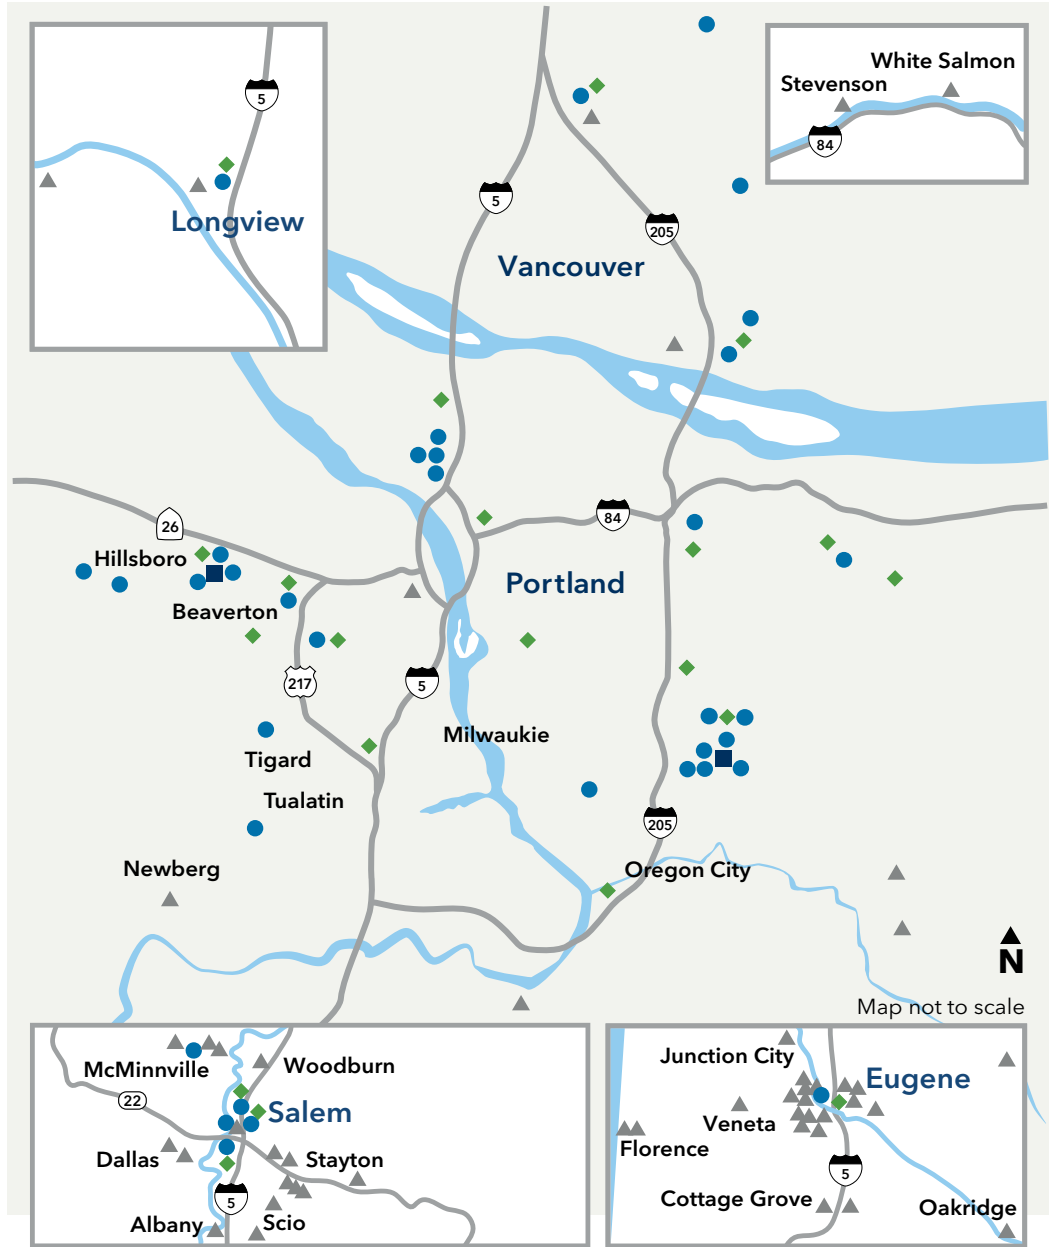 White Salmon
Stevenson
84
5
Longview
5
205
Vancouver
26
84
Hillsboro
Portland
Beaverton
217
5
Milwaukie
Tigard
Tualatin
205
Newberg
Oregon City
N
Map not to scale
McMinnville
Woodburn
22
Salem
Dallas
Stayton
5
Albany
Scio
Junction City
Eugene
Veneta
Florence
5
Cottage Grove
Oakridge